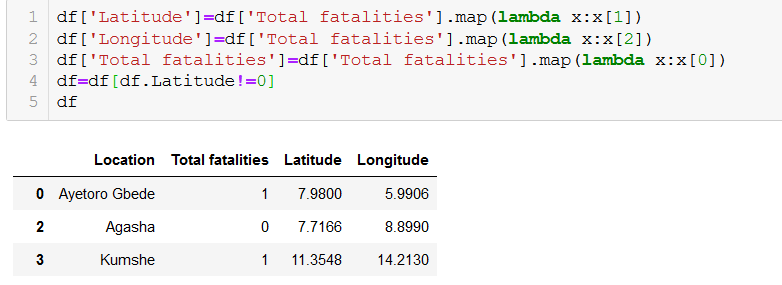 1 df['Latitude']=df['Total fatalities'].map(lambda x:x[1])
2 df['Longitude']=df['Total fatalities'].map(lambda x:x[2])
3 df['Total fatalities']=df['Total fatalities'].map(lambda x:x[0])
4 df=df[df.Latitude!=0]
5 df
Location Total fatalities Latitude Longitude
0 Ayetoro Gbede 1 7.9800 5.9906
2 Agasha 0 7.7166 8.8990
3 Kumshe 1 11.3548 14.2130